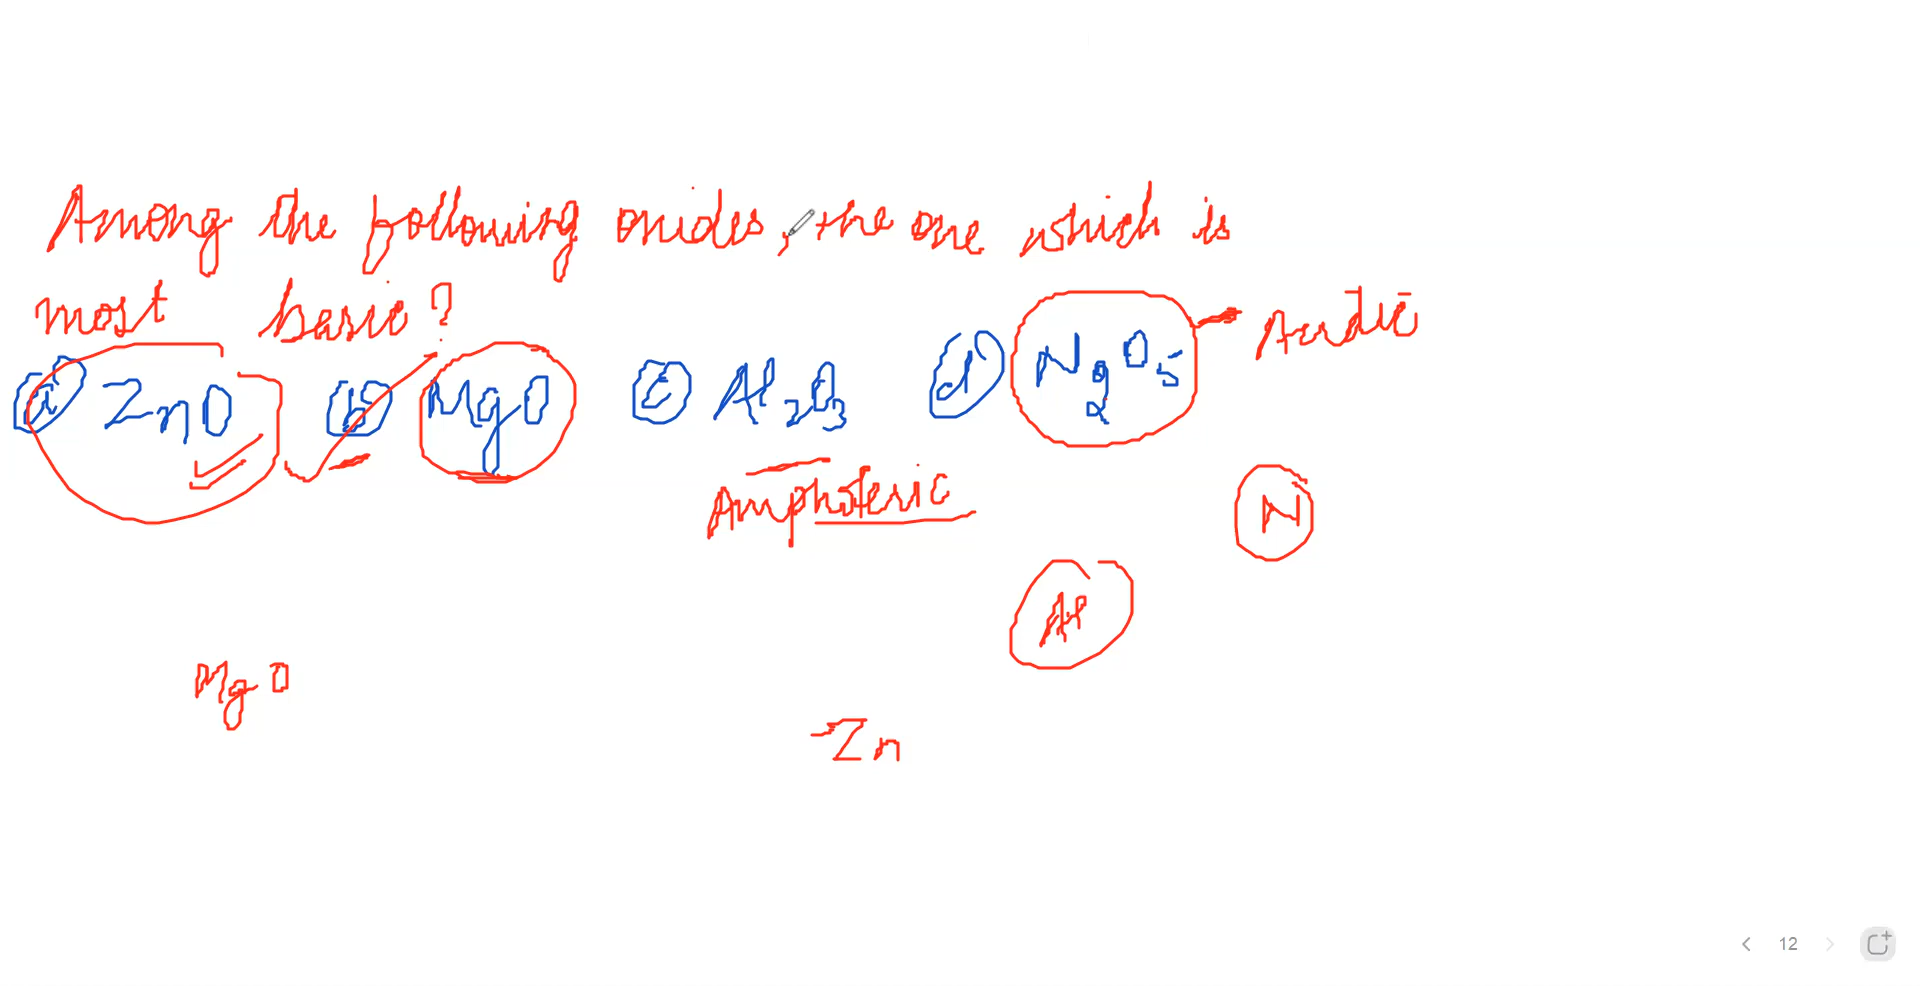 Among the following oxides, the one which is
most basic?
(a) ZnO (b) MgO (c) Al2O3 (d) N2O5 Acidic
Amphoteric
N
Al
MgO
Zn
12